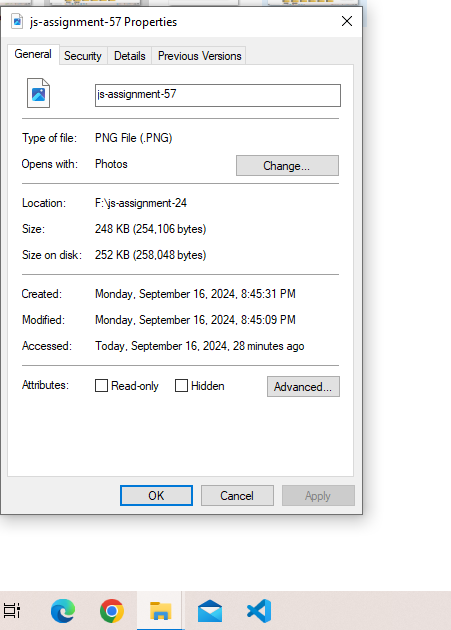 js-assignment-57 Properties
General Security Details Previous Versions
js-assignment-57
Type of file: PNG File (.PNG)
Opens with: Photos Change...
Location: F:\js-assignment-24
Size: 248 KB (254,106 bytes)
Size on disk: 252 KB (258,048 bytes)
Created: Monday, September 16, 2024, 8:45:31 PM
Modified: Monday, September 16, 2024, 8:45:09 PM
Accessed: Today, September 16, 2024, 28 minutes ago
Attributes: Read-only Hidden Advanced...
OK Cancel Apply